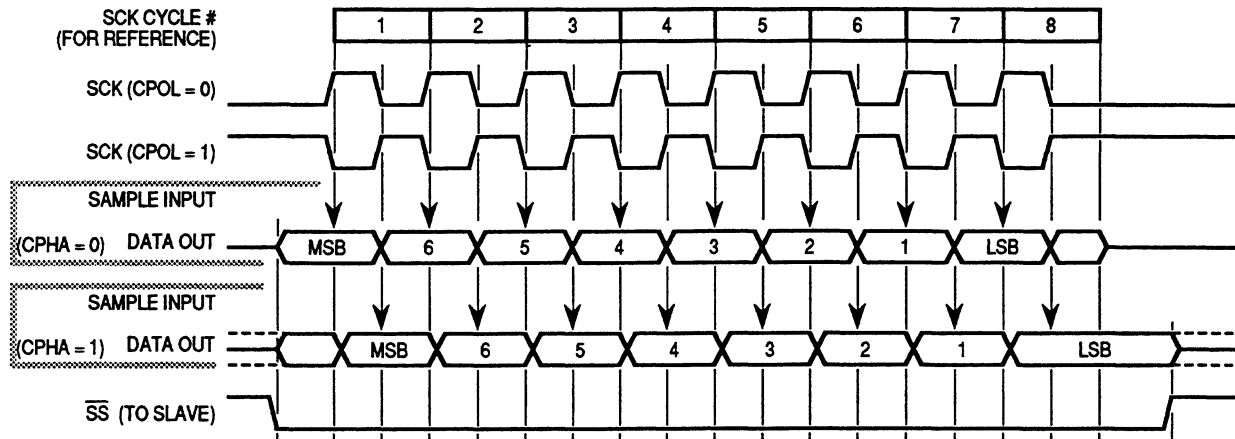 SCK CYCLE #
(FOR REFERENCE)
1 2 3 4 5 6 7 8
SCK (CPOL = 0)
SCK (CPOL = 1)
SAMPLE INPUT
(CPHA = 0) DATA OUT MSB 6 5 4 3 2 1 LSB
SAMPLE INPUT
(CPHA = 1) DATA OUT MSB 6 5 4 3 2 1 LSB
SS (TO SLAVE)